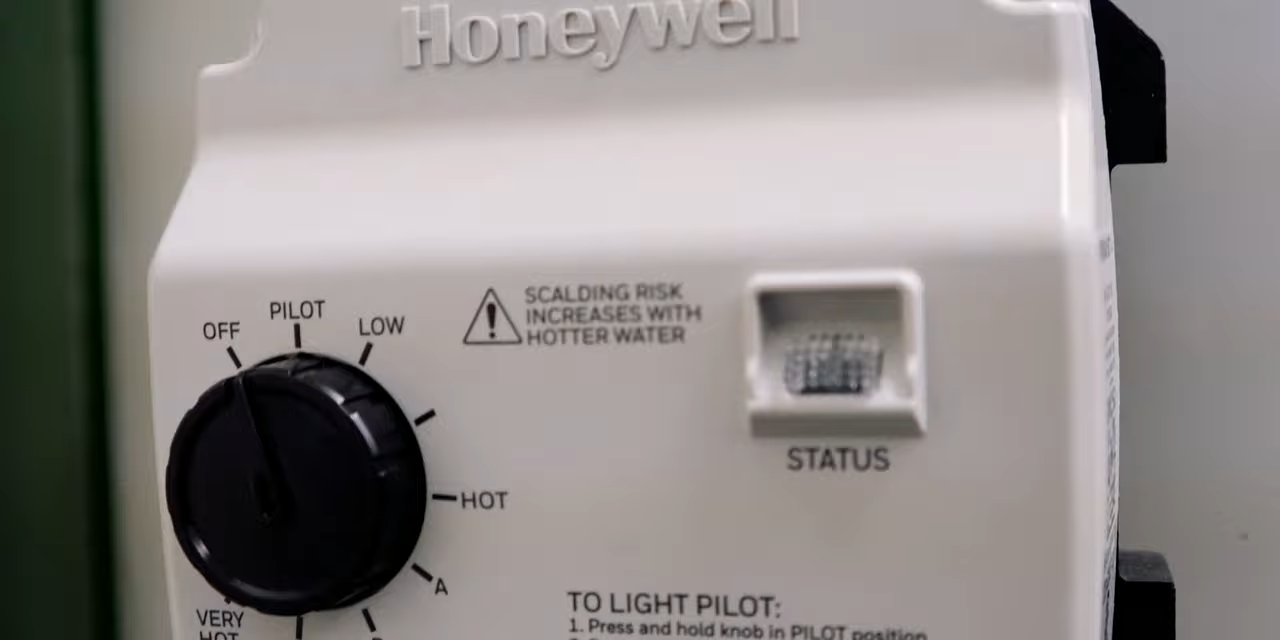 Honeywell
OFF
PILOT
LOW
SCALDING RISK
INCREASES WITH
HOTTER WATER
STATUS
HOT
A
VERY
HOT
TO LIGHT PILOT:
1. Press and hold knob in PILOT position